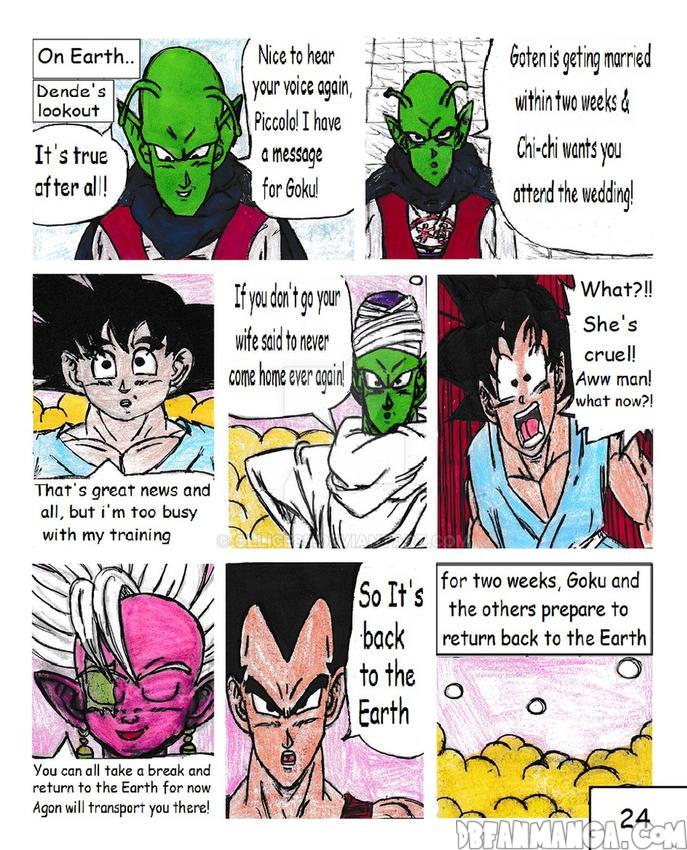 On Earth..
Dende's
lookout
It's true
after all!
Nice to hear
your voice again,
Piccolo! I have
a message
for Goku!
Goten is geting married
within two weeks &
Chi-chi wants you
attend the wedding!
That's great news and
all, but i'm too busy
with my training
If you don't go your
wife said to never
come home ever again!
What?!!
She's
cruel!
Aww man!
what now?!
You can all take a break and
return to the Earth for now
Agon will transport you there!
So It's
back
to the
Earth
for two weeks, Goku and
the others prepare to
return back to the Earth
24
DBFANMANGA.COM